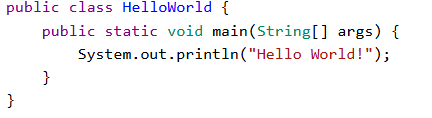 public class HelloWorld {
    public static void main(String[] args) {
        System.out.println("Hello World!");
    }
}